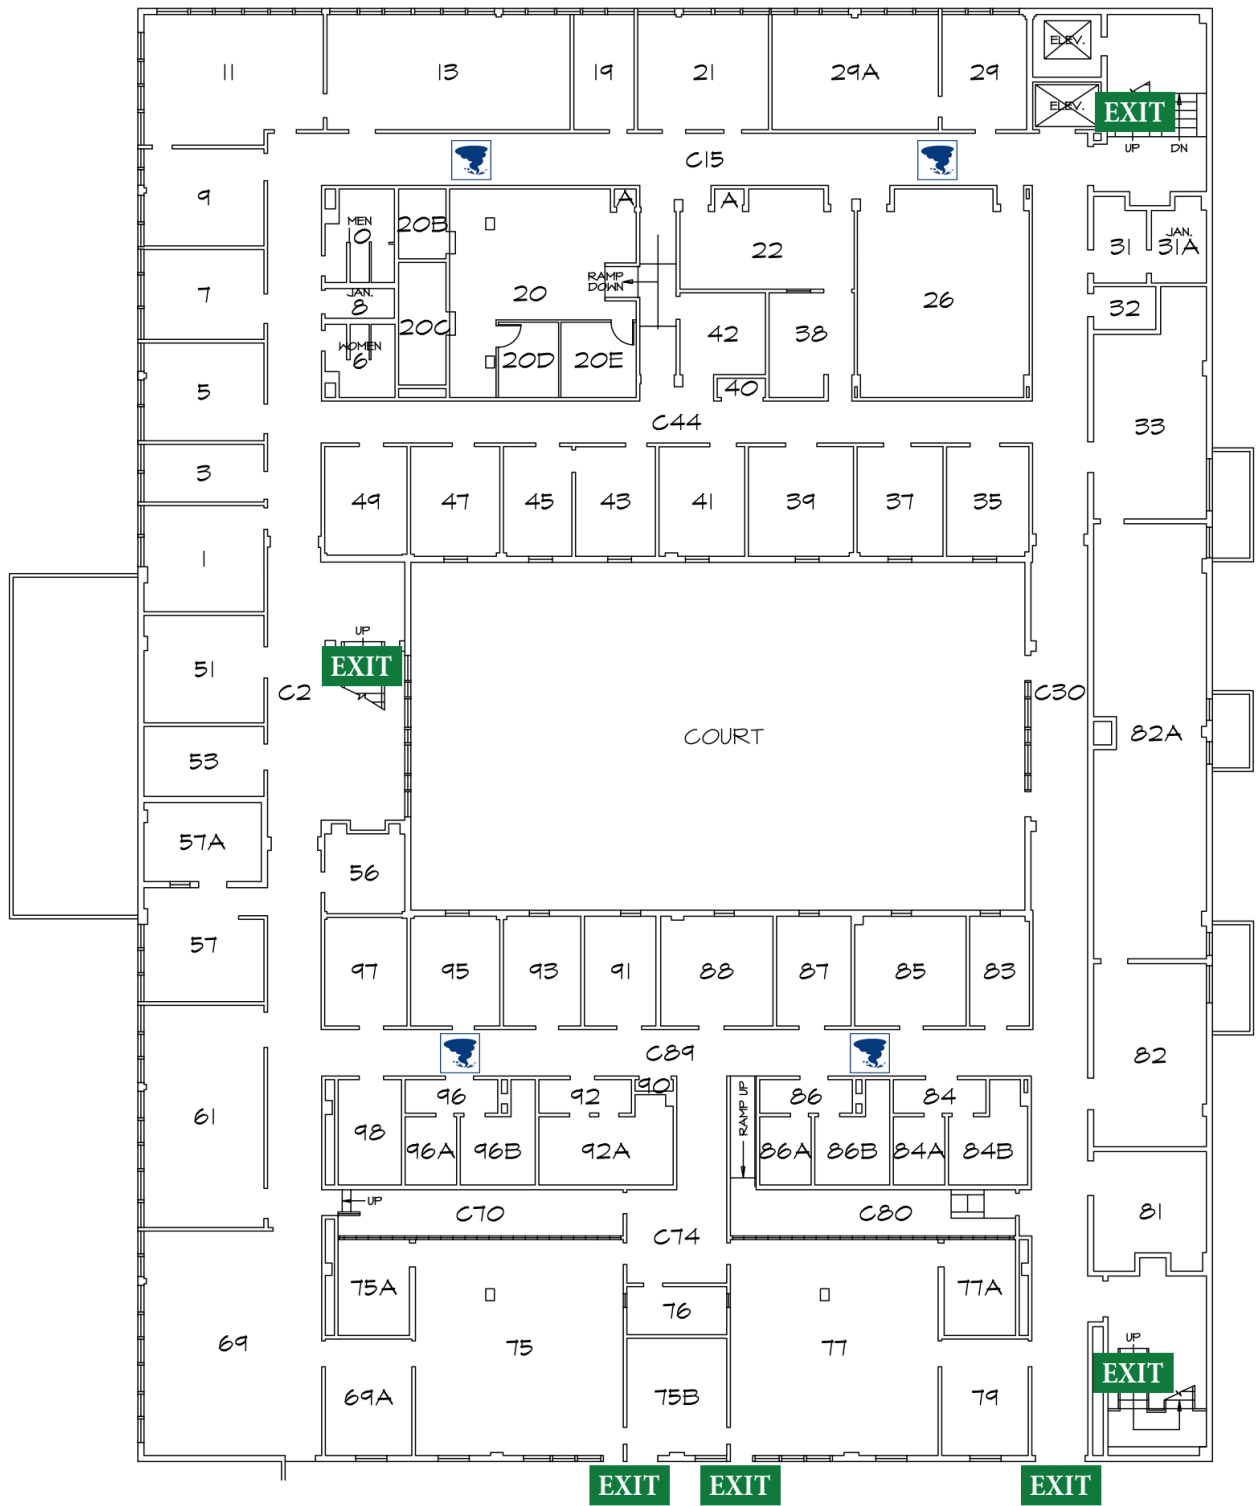 11
13
19
21
29A
29
ELEV.
ELEV.
EXIT
UP
DN
C15
9
MEN
0
20B
A
A
22
31
JAN.
31A
7
JAN.
8
20
RAMP
DOWN
26
32
20C
WOMEN
6
20D
20E
42
38
40
5
C44
33
3
49
47
45
43
41
39
37
35
1
UP
EXIT
51
C2
C30
COURT
82A
53
57A
56
57
97
95
93
91
88
87
85
83
C89
82
61
98
96
92
90
RAMP UP
86
84
96A
96B
92A
86A
86B
84A
84B
UP
C70
C74
C80
81
75A
76
77A
69
75
77
UP
EXIT
69A
75B
79
EXIT
EXIT
EXIT